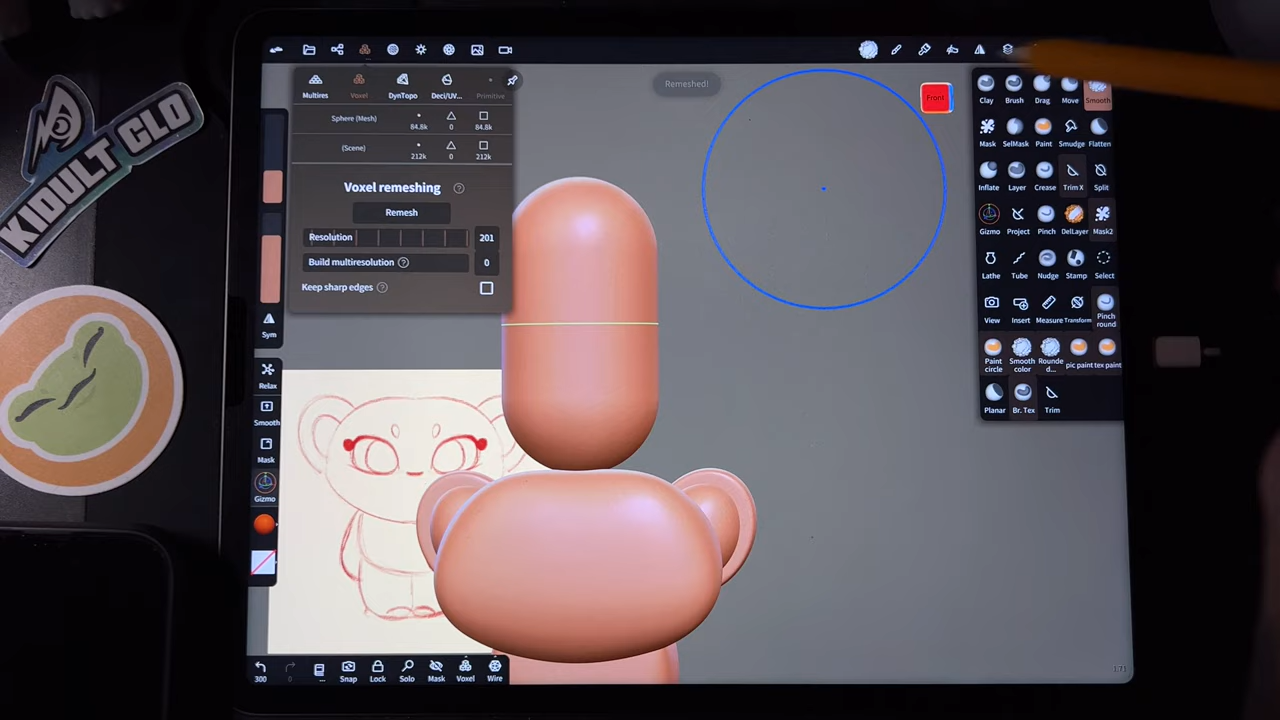 KIDULT CLO
Remeshed!
Front
Multires
Voxel
DynTopo
Deci/UV...
Primitive
Sphere (Mesh)
84.8k
0
84.8k
(Scene)
212k
0
212k
Voxel remeshing ?
Remesh
Resolution
201
Build multiresolution ?
0
Keep sharp edges ?
Sym
Relax
Smooth
Mask
Gizmo
300
0
...
Snap
Lock
Solo
Mask
Voxel
Wire
Clay
Brush
Drag
Move
Smooth
Mask
SelMask
Paint
Smudge
Flatten
Inflate
Layer
Crease
Trim X
Split
Gizmo
Project
Pinch
DelLayer
Mask2
Lathe
Tube
Nudge
Stamp
Select
View
Insert
Measure
Transform
Pinch
round
Paint
circle
Smooth
color
Rounde
d...
pic paint
tex paint
Planar
Br. Tex
Trim